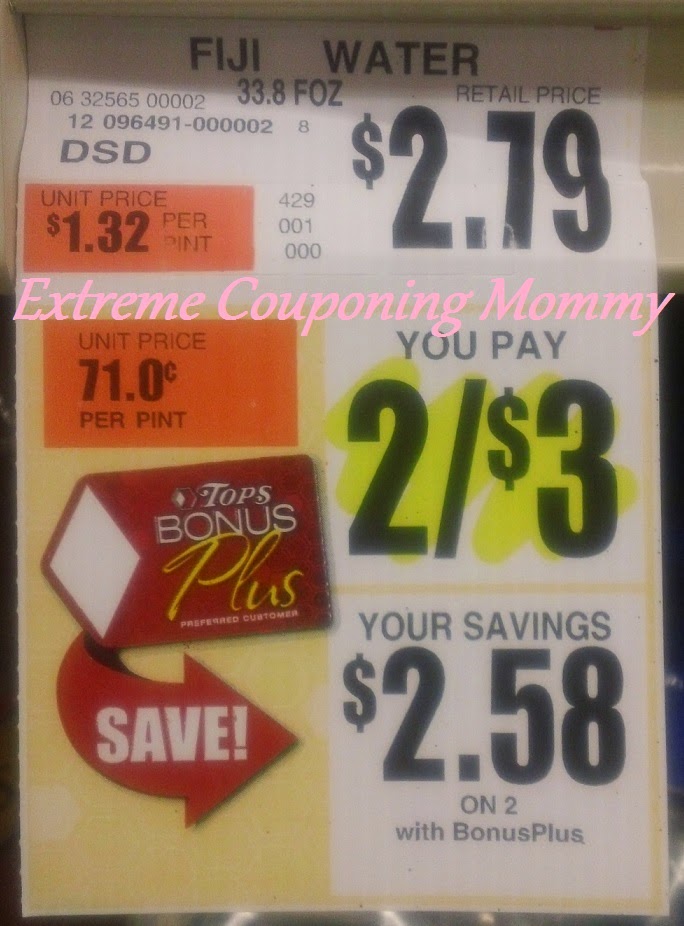 FIJI WATER
06 32565 00002 33.8 FOZ RETAIL PRICE
12 096491-000002 8
DSD
$2.79
UNIT PRICE
$1.32 PER PINT
429
001
000
Extreme Couponing Mommy
UNIT PRICE
71.0¢
PER PINT
YOU PAY
2/$3
TOPS
BONUS
Plus
PREFERRED CUSTOMER
SAVE!
YOUR SAVINGS
$2.58
ON 2
with BonusPlus